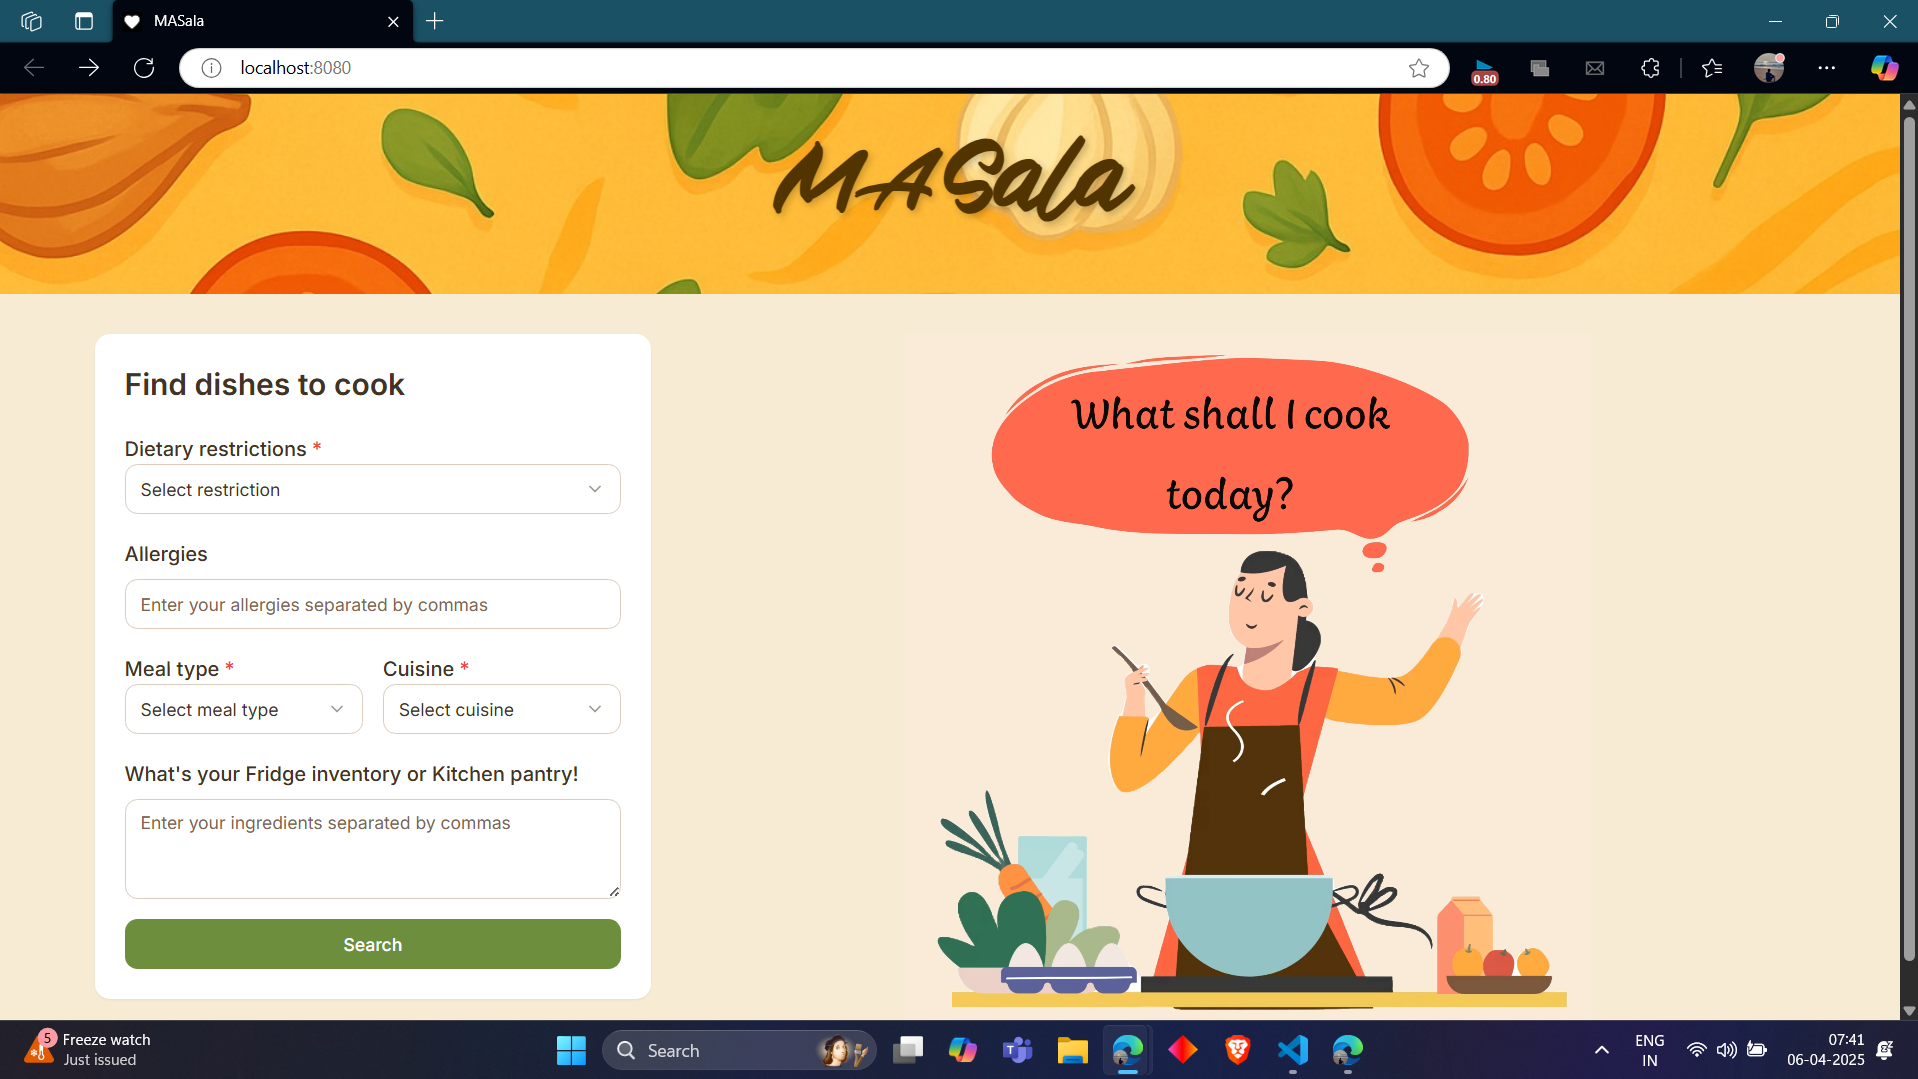 MASala
localhost:8080
0.80
MASala
Find dishes to cook
Dietary restrictions *
Select restriction
Allergies
Enter your allergies separated by commas
Meal type * Cuisine *
Select meal type Select cuisine
What's your Fridge inventory or Kitchen pantry!
Enter your ingredients separated by commas
Search
What shall I cook
today?
5 Freeze watch
Just issued
Search
ENG
IN
07:41
06-04-2025